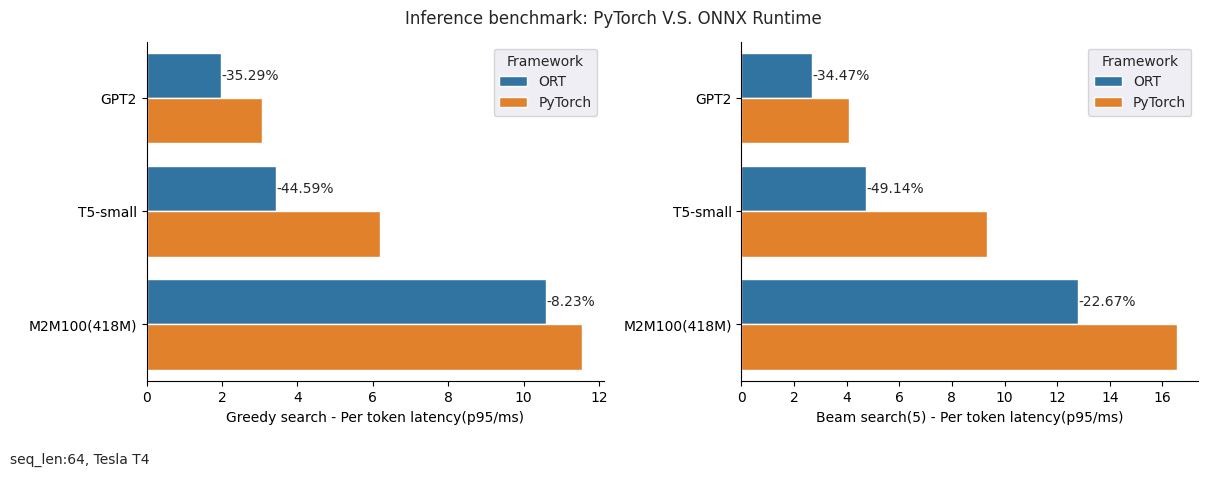 Inference benchmark: PyTorch V.S. ONNX Runtime
Framework
ORT
PyTorch
GPT2
-35.29%
T5-small
-44.59%
M2M100(418M)
-8.23%
0 2 4 6 8 10 12
Greedy search - Per token latency(p95/ms)
Framework
ORT
PyTorch
GPT2
-34.47%
T5-small
-49.14%
M2M100(418M)
-22.67%
0 2 4 6 8 10 12 14 16
Beam search(5) - Per token latency(p95/ms)
seq_len:64, Tesla T4